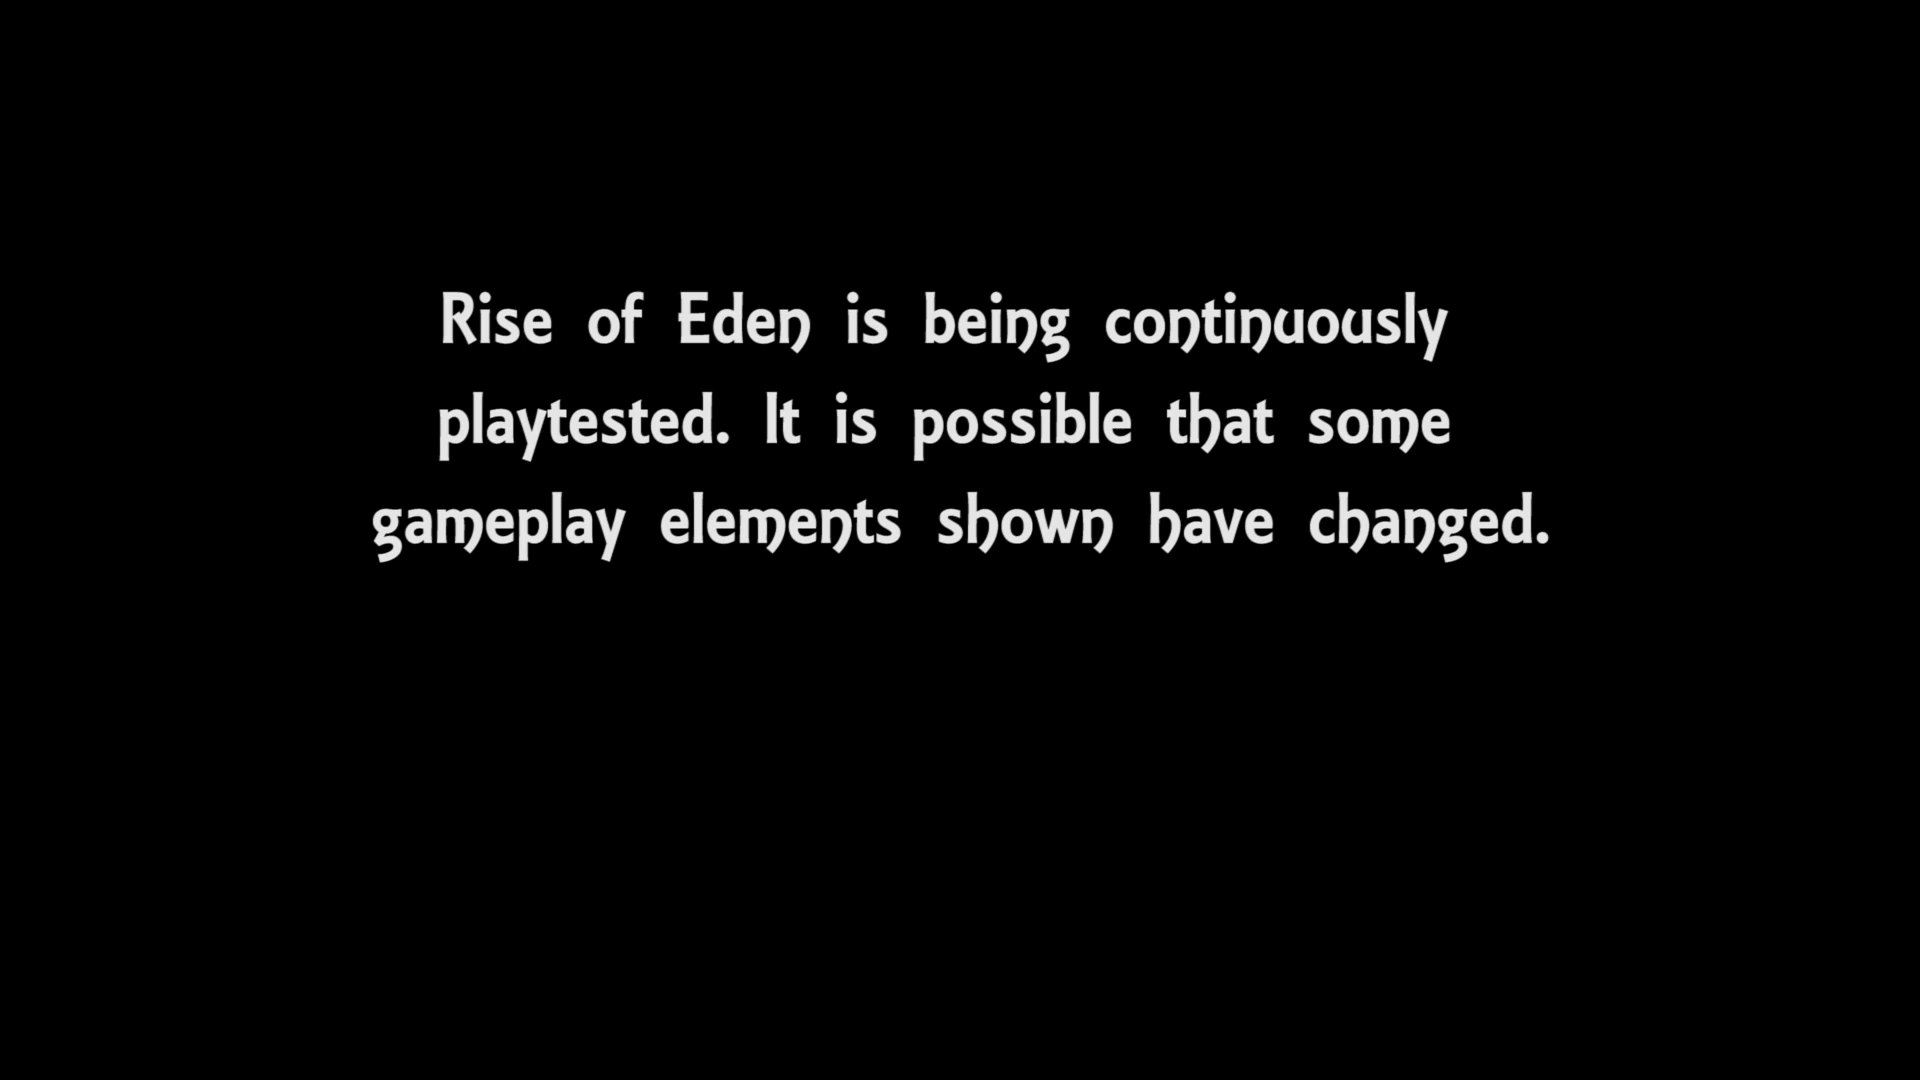 Rise of Eden is being continuously
playtested. It is possible that some
gameplay elements shown have changed.